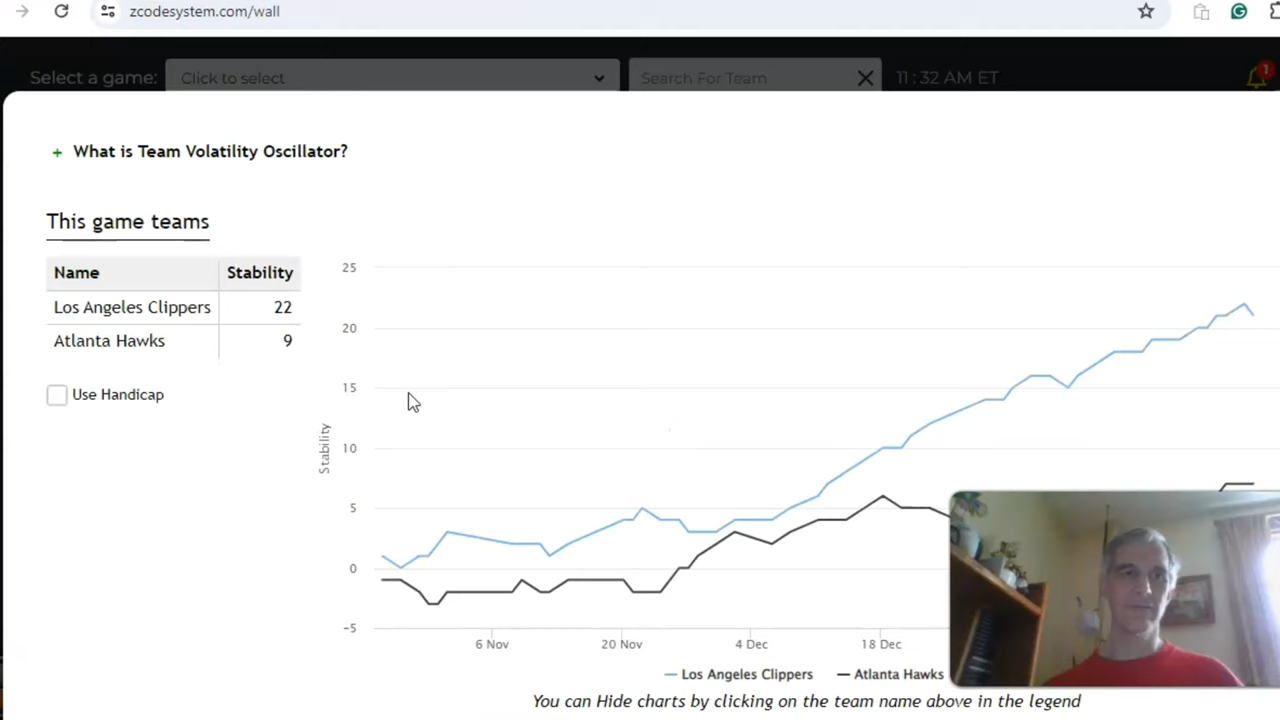 zcodesystem.com/wall
Select a game: Click to select Search For Team 11:32 AM ET
1
+ What is Team Volatility Oscillator?
This game teams
Name Stability
Los Angeles Clippers 22
Atlanta Hawks 9
Use Handicap
25
20
15
10
5
0
-5
Stability
6 Nov 20 Nov 4 Dec 18 Dec
Los Angeles Clippers Atlanta Hawks
You can Hide charts by clicking on the team name above in the legend